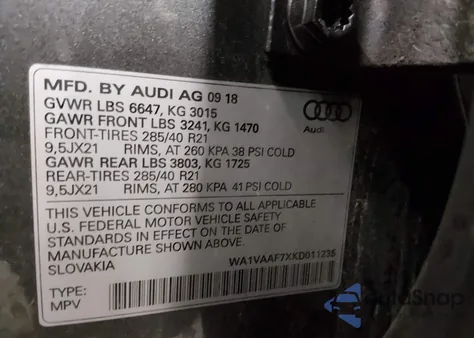 MFD. BY AUDI AG 09 18
GVWR LBS 6647, KG 3015
GAWR FRONT LBS 3241, KG 1470
FRONT-TIRES 285/40 R21
9,5JX21 RIMS, AT 260 KPA 38 PSI COLD
GAWR REAR LBS 3803, KG 1725
REAR-TIRES 285/40 R21
9,5JX21 RIMS, AT 280 KPA 41 PSI COLD
Audi
THIS VEHICLE CONFORMS TO ALL APPLICABLE
U.S. FEDERAL MOTOR VEHICLE SAFETY
STANDARDS IN EFFECT ON THE DATE OF
MANUFACTURE SHOWN ABOVE.
SLOVAKIA WA1VAAF7XKD011235
TYPE:
MPV
AutoSnap